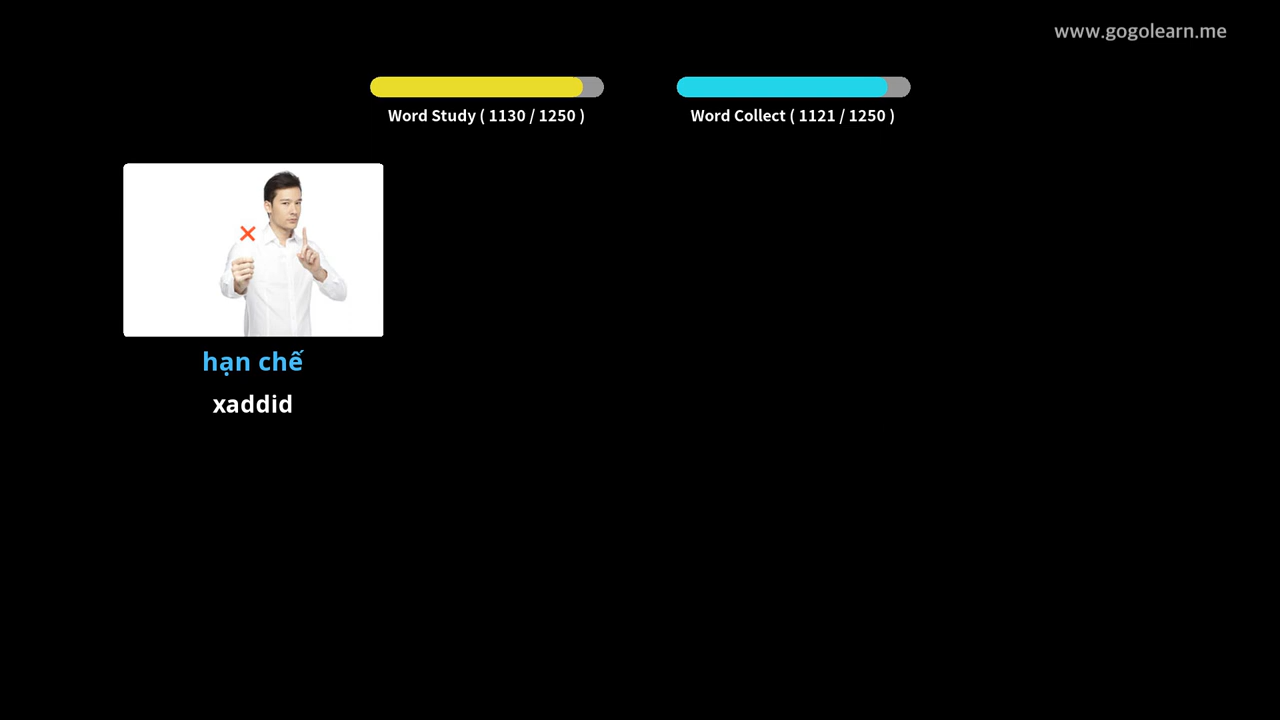 www.gogolearn.me
Word Study ( 1130 / 1250 )
Word Collect ( 1121 / 1250 )
hạn chế
xaddid